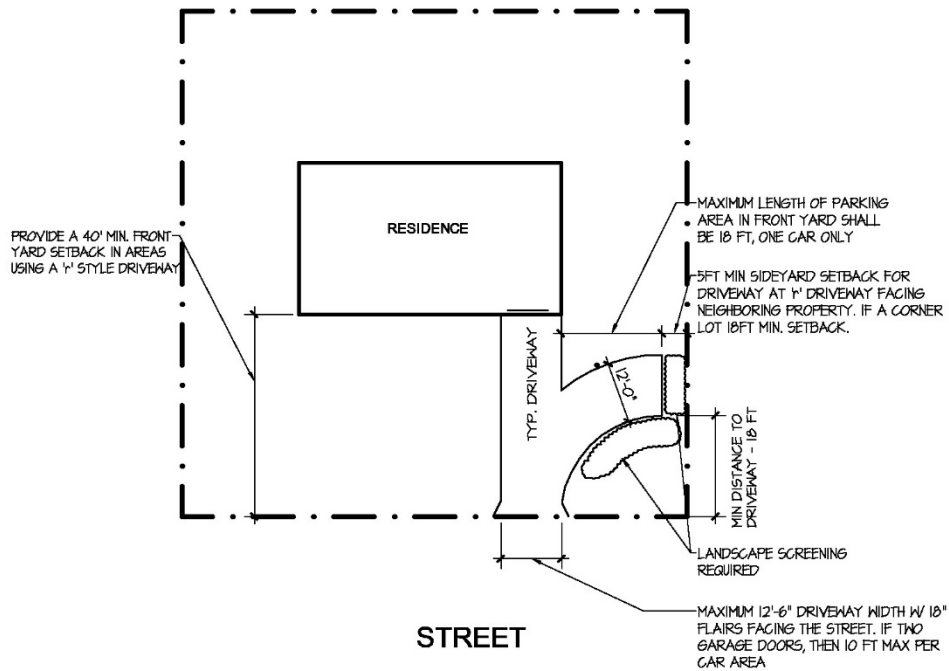 RESIDENCE
MAXIMUM LENGTH OF PARKING
AREA IN FRONT YARD SHALL
BE 18 FT, ONE CAR ONLY
PROVIDE A 40' MIN. FRONT
YARD SETBACK IN AREAS
USING A 'r' STYLE DRIVEWAY
5FT MIN SIDEYARD SETBACK FOR
DRIVEWAY AT 'r' DRIVEWAY FACING
NEIGHBORING PROPERTY. IF A CORNER
LOT 18FT MIN. SETBACK.
TYP. DRIVEWAY
12'-0"
MIN DISTANCE TO
DRIVEWAY - 18 FT
LANDSCAPE SCREENING
REQUIRED
MAXIMUM 12'-6" DRIVEWAY WIDTH W/ 18"
FLAIRS FACING THE STREET. IF TWO
GARAGE DOORS, THEN 10 FT MAX PER
CAR AREA
STREET